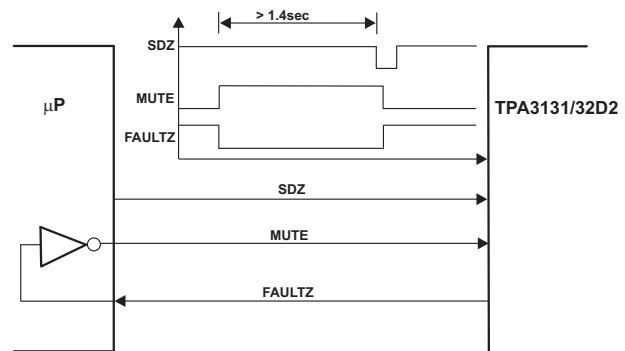 > 1.4sec
SDZ
MUTE
μP
TPA3131/32D2
FAULTZ
SDZ
MUTE
FAULTZ